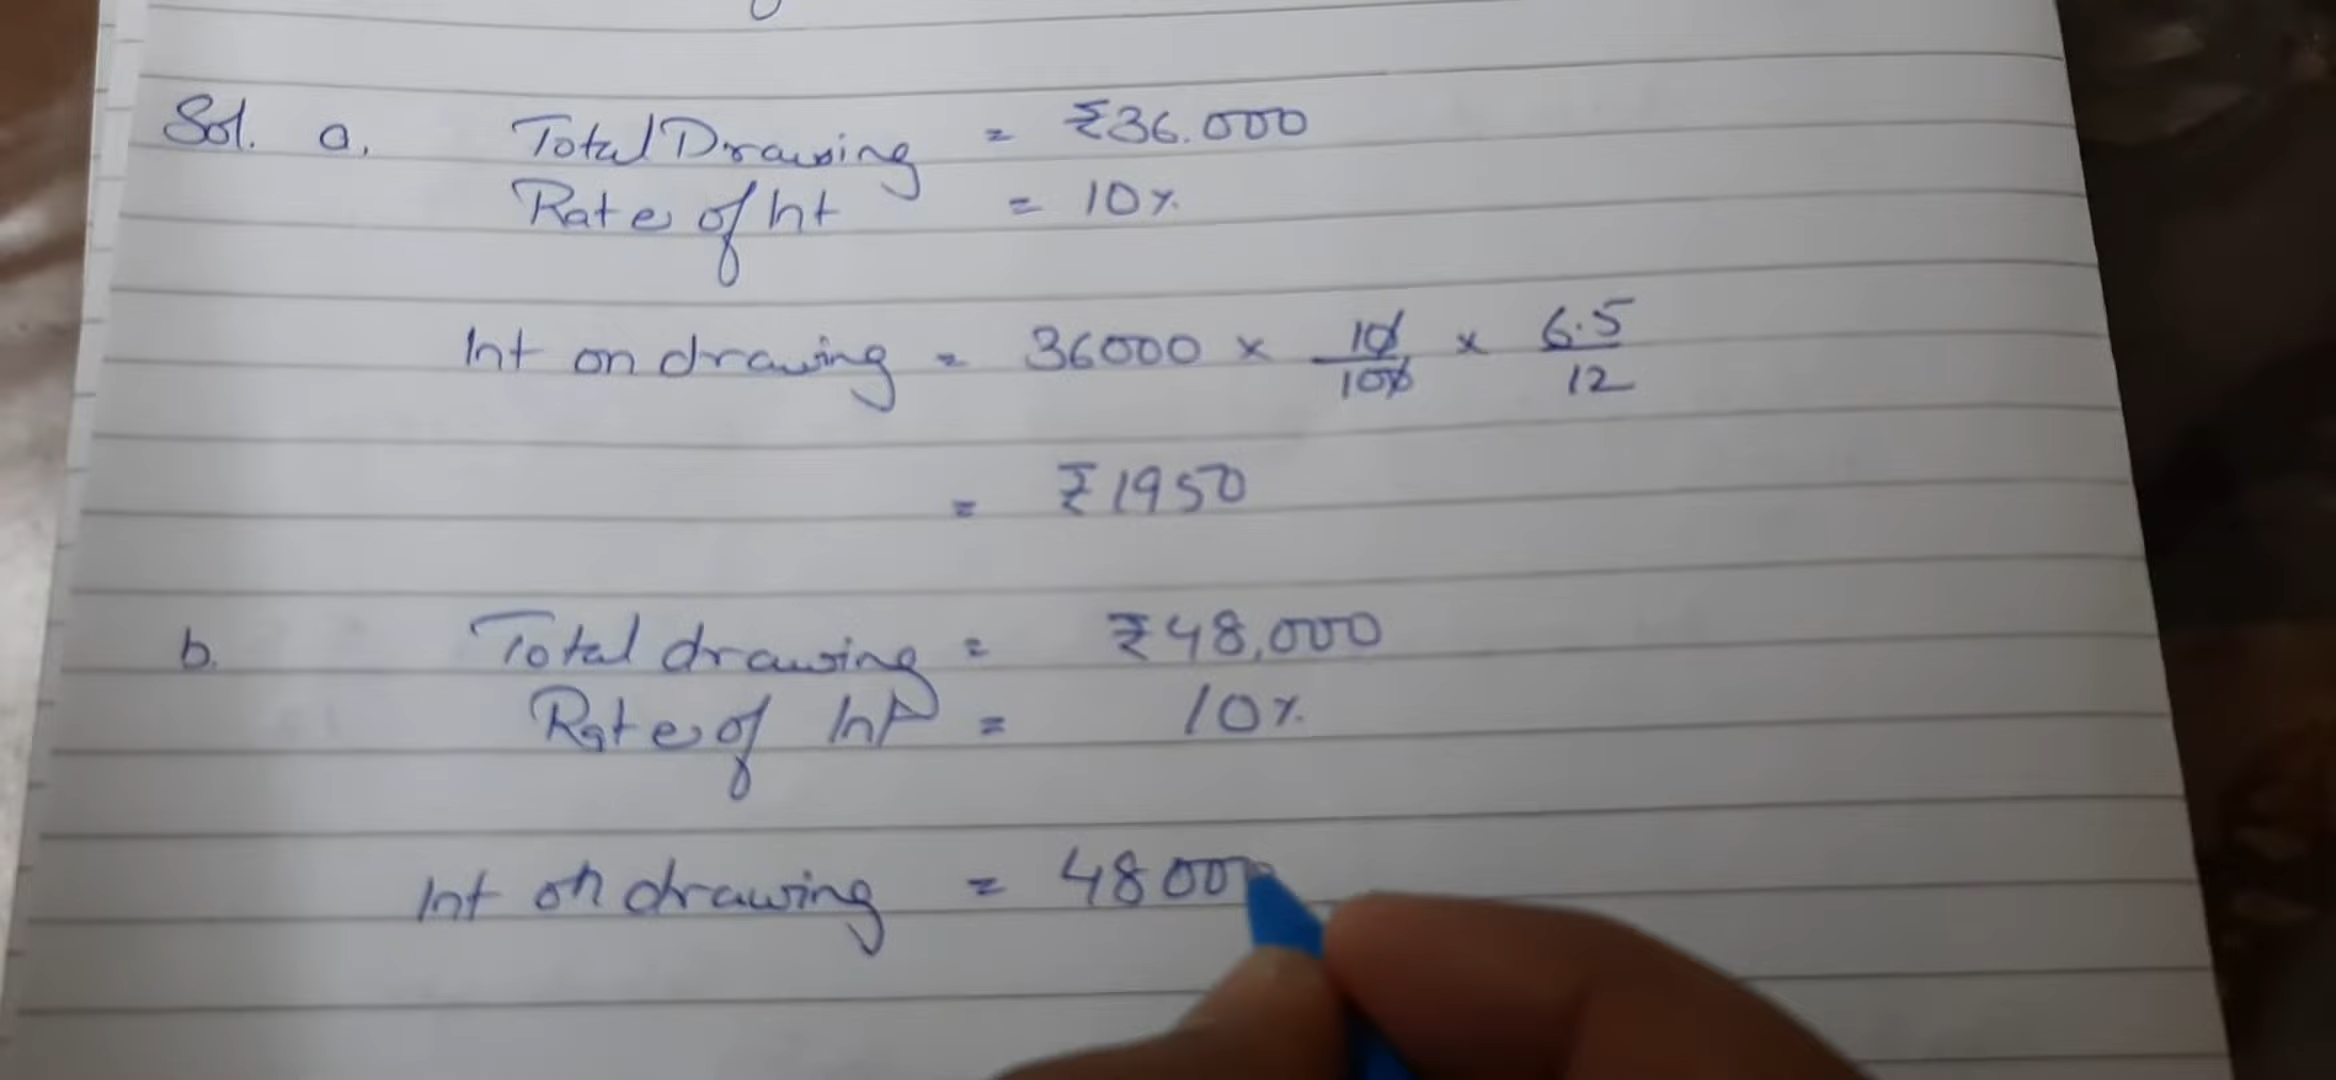 Sol. a. Total Drawing = ₹36.000
Rate of Int = 10%
Int on drawing = 36000 × 10/100 × 6.5/12
= ₹1950
b. Total drawing = ₹48,000
Rate of Int = 10%
Int on drawing = 48000